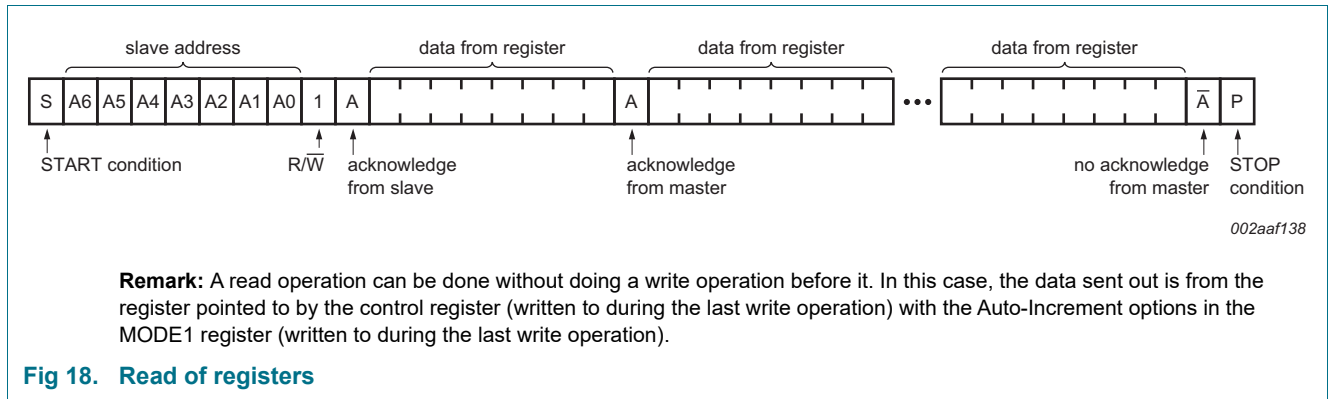 slave address data from register data from register data from register
S A6 A5 A4 A3 A2 A1 A0 1 A A ••• A̅ P
START condition R/W̅ acknowledge acknowledge no acknowledge STOP
from slave from master from master condition
002aaf138
Remark: A read operation can be done without doing a write operation before it. In this case, the data sent out is from the
register pointed to by the control register (written to during the last write operation) with the Auto-Increment options in the
MODE1 register (written to during the last write operation).
Fig 18. Read of registers